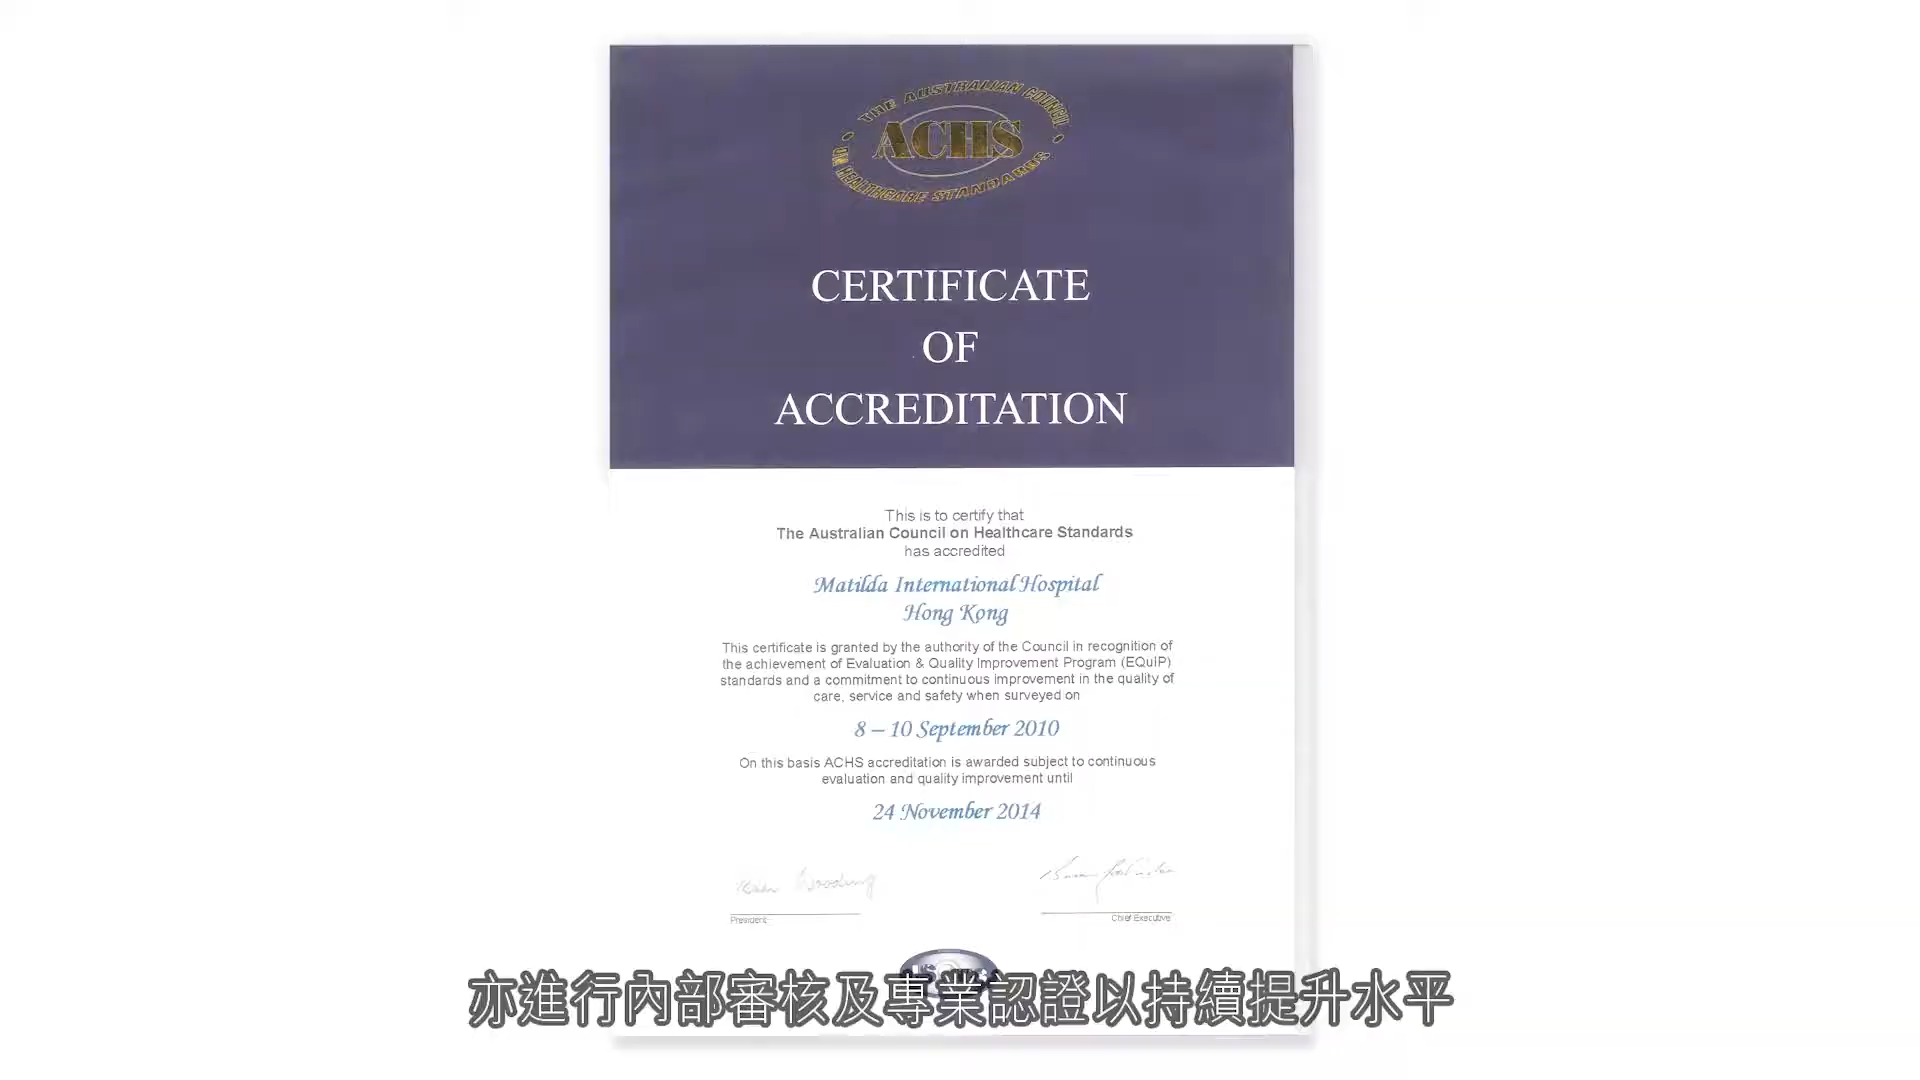 THE AUSTRALIAN COUNCIL
ACHS
ON HEALTHCARE STANDARDS
CERTIFICATE
OF
ACCREDITATION
This is to certify that
The Australian Council on Healthcare Standards
has accredited
Matilda International Hospital
Hong Kong
This certificate is granted by the authority of the Council in recognition of
the achievement of Evaluation & Quality Improvement Program (EQuIP)
standards and a commitment to continuous improvement in the quality of
care, service and safety when surveyed on
8 – 10 September 2010
On this basis ACHS accreditation is awarded subject to continuous
evaluation and quality improvement until
24 November 2014
President
Chief Executive
亦進行內部審核及專業認證以持續提升水平